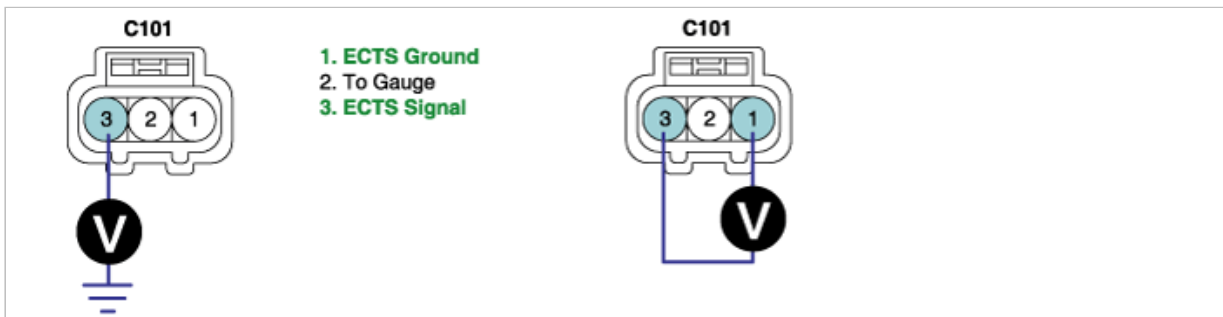 C101
1. ECTS Ground
2. To Gauge
3. ECTS Signal
3 2 1
V
C101
3 2 1
V